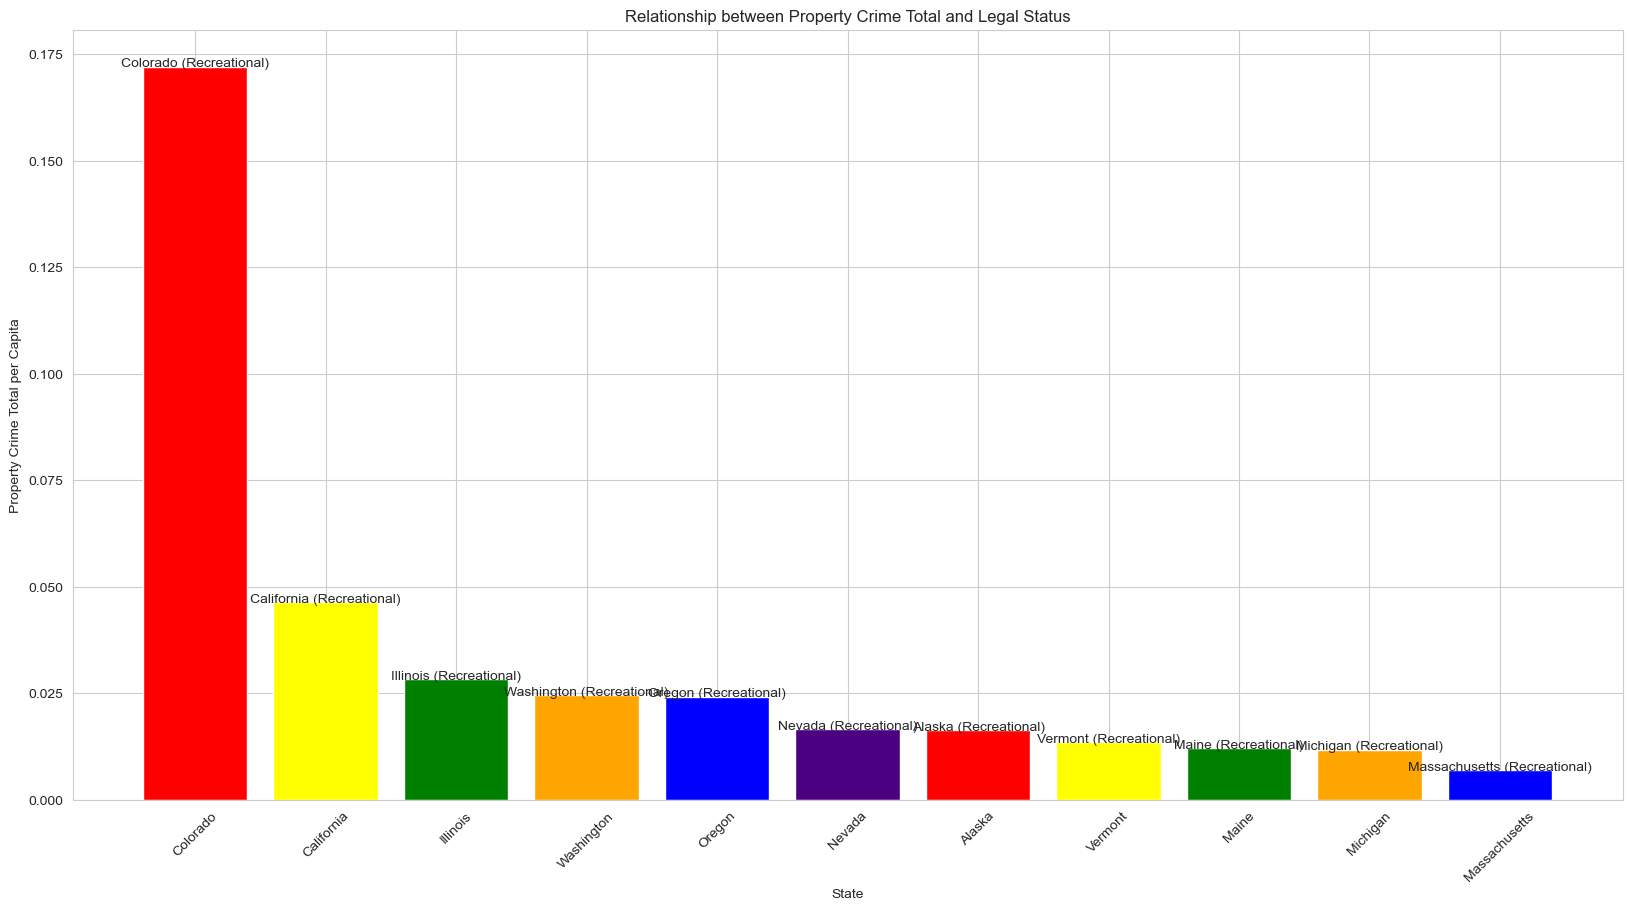 Relationship between Property Crime Total and Legal Status
0.175
0.150
0.125
0.100
0.075
0.050
0.025
0.000
Property Crime Total per Capita
Colorado (Recreational)
California (Recreational)
Illinois (Recreational)
Washington (Recreational)
Oregon (Recreational)
Nevada (Recreational)
Alaska (Recreational)
Vermont (Recreational)
Maine (Recreational)
Michigan (Recreational)
Massachusetts (Recreational)
Colorado
California
Illinois
Washington
Oregon
Nevada
Alaska
Vermont
Maine
Michigan
Massachusetts
State